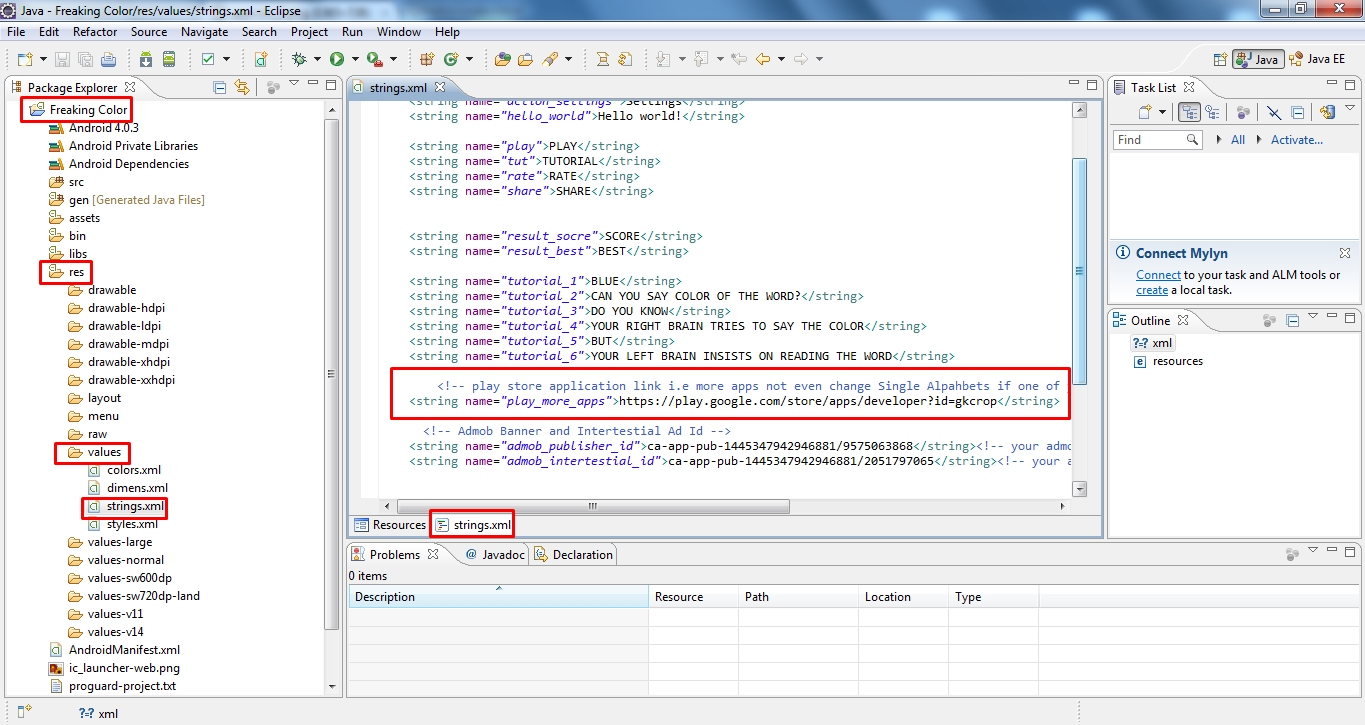 Java - Freaking Color/res/values/strings.xml - Eclipse
File Edit Refactor Source Navigate Search Project Run Window Help
Java Java EE
Package Explorer
Freaking Color
Android 4.0.3
Android Private Libraries
Android Dependencies
src
gen [Generated Java Files]
assets
bin
libs
res
drawable
drawable-hdpi
drawable-ldpi
drawable-mdpi
drawable-xhdpi
drawable-xxhdpi
layout
menu
raw
values
colors.xml
dimens.xml
strings.xml
styles.xml
values-large
values-normal
values-sw600dp
values-sw720dp-land
values-v11
values-v14
AndroidManifest.xml
ic_launcher-web.png
proguard-project.txt
strings.xml
<string name="action_settings">Settings</string>
<string name="hello_world">Hello world!</string>
<string name="play">PLAY</string>
<string name="tut">TUTORIAL</string>
<string name="rate">RATE</string>
<string name="share">SHARE</string>
<string name="result_socre">SCORE</string>
<string name="result_best">BEST</string>
<string name="tutorial_1">BLUE</string>
<string name="tutorial_2">CAN YOU SAY COLOR OF THE WORD?</string>
<string name="tutorial_3">DO YOU KNOW</string>
<string name="tutorial_4">YOUR RIGHT BRAIN TRIES TO SAY THE COLOR</string>
<string name="tutorial_5">BUT</string>
<string name="tutorial_6">YOUR LEFT BRAIN INSISTS ON READING THE WORD</string>
<!-- play store application link i.e more apps not even change Single Alpahbets if one of
<string name="play_more_apps">https://play.google.com/store/apps/developer?id=gkcrop</string>
<!-- Admob Banner and Intertestial Ad Id -->
<string name="admob_publisher_id">ca-app-pub-1445347942946881/9575063868</string><!-- your admo
<string name="admob_intertestial_id">ca-app-pub-1445347942946881/2051797065</string><!-- your a
Resources strings.xml
Task List
Find All Activate...
Connect Mylyn
Connect to your task and ALM tools or
create a local task.
Outline
xml
resources
Problems @ Javadoc Declaration
0 items
Description Resource Path Location Type
xml